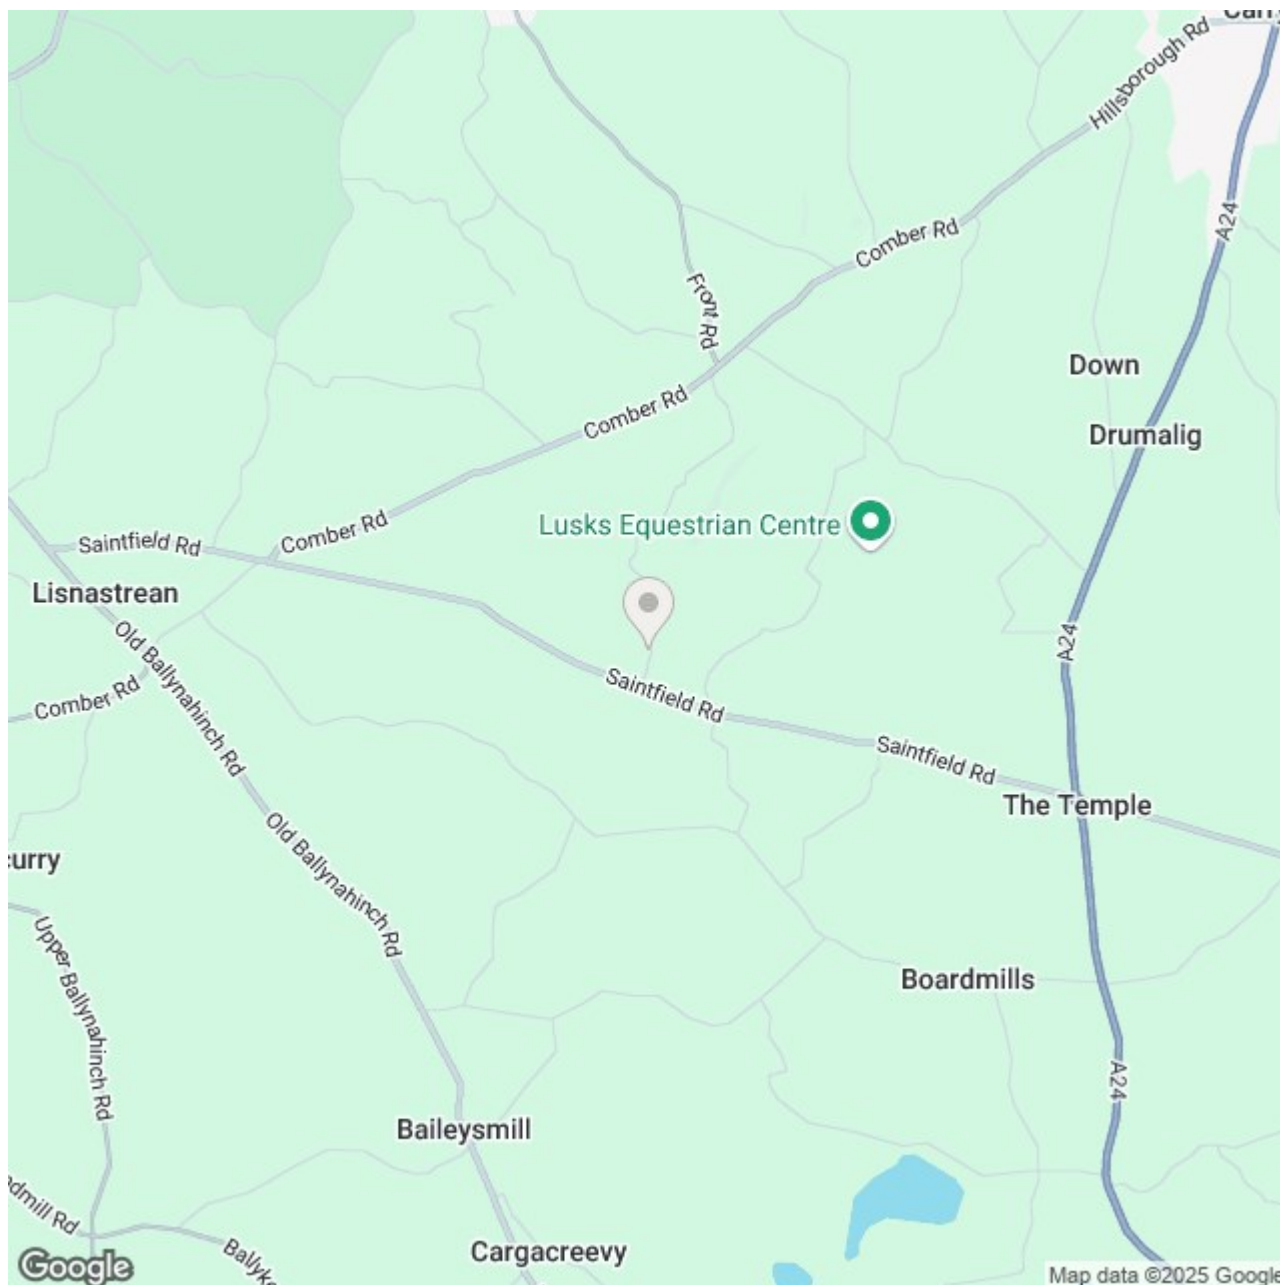 Hillsborough Rd
A24
Comber Rd
Front Rd
Down
Comber Rd
Drumalig
Lusks Equestrian Centre
Comber Rd
Saintfield Rd
Lisnastrean
A24
Old Ballynahinch Rd
Saintfield Rd
Comber Rd
Saintfield Rd
The Temple
Old Ballynahinch Rd
Upper Ballynahinch Rd
Boardmills
A24
Baileysmill
Cargacreevy
Google
Map data ©2025 Google